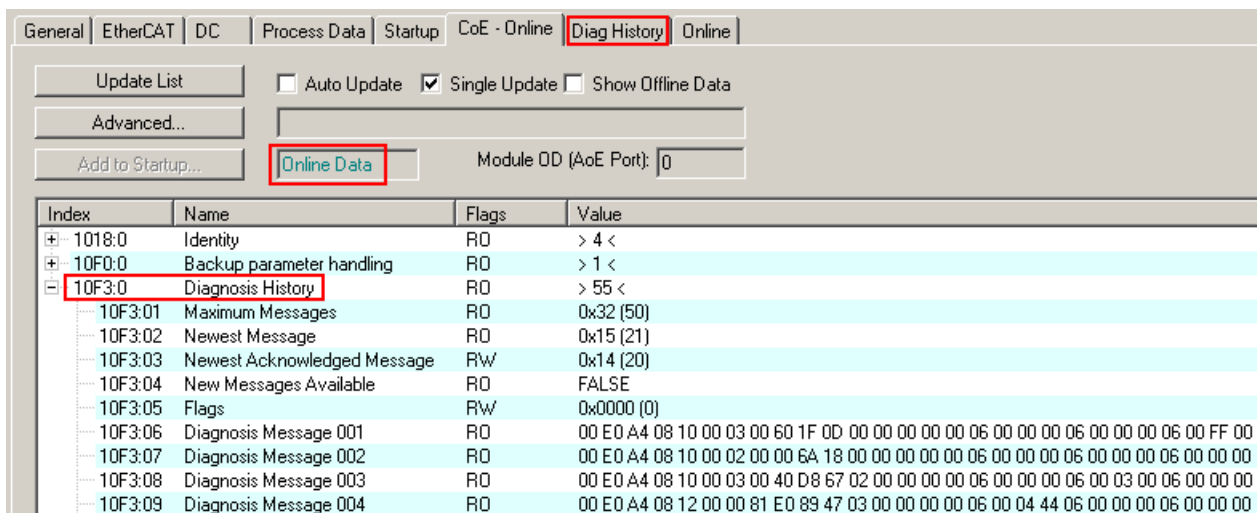 General EtherCAT DC Process Data Startup CoE - Online Diag History Online
Update List Auto Update Single Update Show Offline Data
Advanced...
Add to Startup... Online Data Module OD (AoE Port): 0
Index Name Flags Value
1018:0 Identity RO > 4 <
10F0:0 Backup parameter handling RO > 1 <
10F3:0 Diagnosis History RO > 55 <
10F3:01 Maximum Messages RO 0x32 (50)
10F3:02 Newest Message RO 0x15 (21)
10F3:03 Newest Acknowledged Message RW 0x14 (20)
10F3:04 New Messages Available RO FALSE
10F3:05 Flags RW 0x0000 (0)
10F3:06 Diagnosis Message 001 RO 00 E0 A4 08 10 00 03 00 60 1F 0D 00 00 00 00 00 06 00 00 00 06 00 00 00 06 00 FF 00
10F3:07 Diagnosis Message 002 RO 00 E0 A4 08 10 00 02 00 00 6A 18 00 00 00 00 00 06 00 00 00 06 00 00 00 06 00 00 00
10F3:08 Diagnosis Message 003 RO 00 E0 A4 08 10 00 03 00 40 D8 67 02 00 00 00 00 06 00 00 00 06 00 03 00 06 00 00 00
10F3:09 Diagnosis Message 004 RO 00 E0 A4 08 12 00 00 81 E0 89 47 03 00 00 00 00 06 00 04 44 06 00 00 00 06 00 00 00